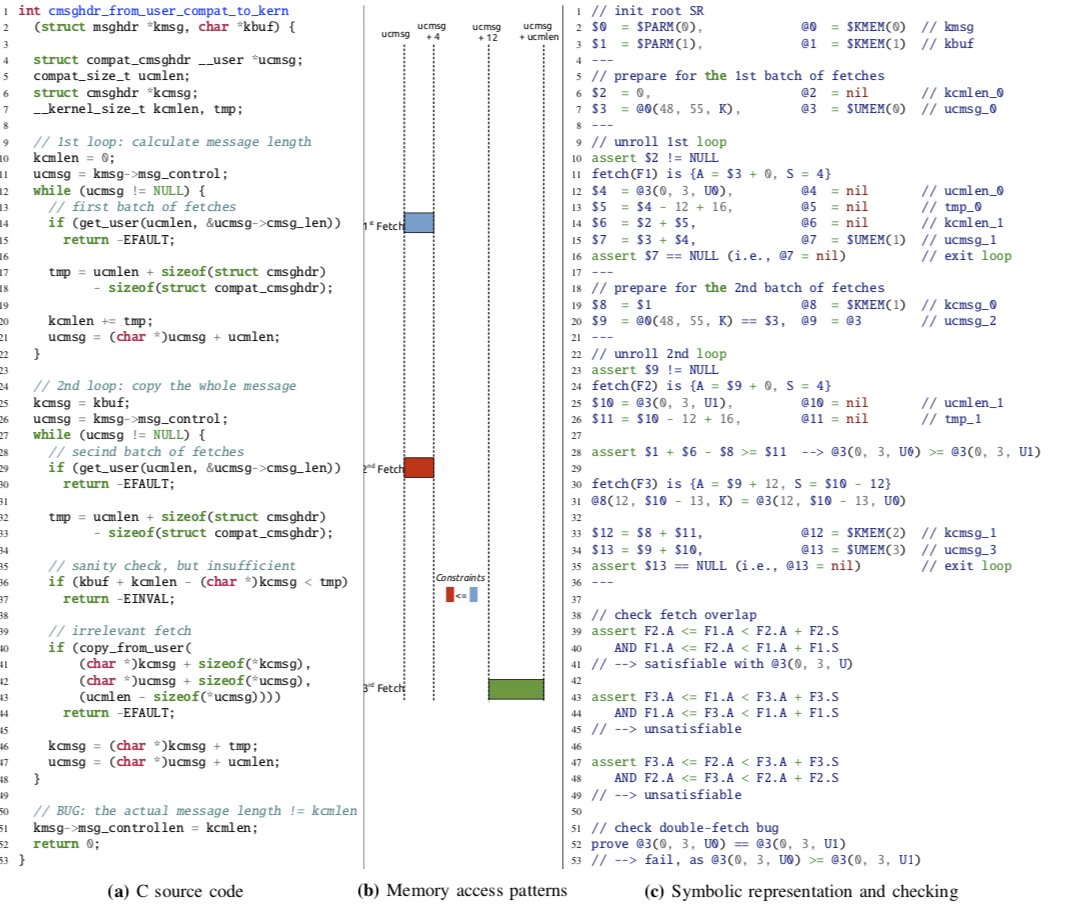 1 int cmsghdr_from_user_compat_to_kern
2 (struct msghdr *kmsg, char *kbuf) {
3
4 struct compat_cmsghdr __user *ucmsg;
5 compat_size_t ucmlen;
6 struct cmsghdr *kcmsg;
7 __kernel_size_t kcmlen, tmp;
8
9 // 1st loop: calculate message length
10 kcmlen = 0;
11 ucmsg = kmsg->msg_control;
12 while (ucmsg != NULL) {
13 // first batch of fetches
14 if (get_user(ucmlen, &ucmsg->cmsg_len))
15 return -EFAULT;
16
17 tmp = ucmlen + sizeof(struct cmsghdr)
18 - sizeof(struct compat_cmsghdr);
19
20 kcmlen += tmp;
21 ucmsg = (char *)ucmsg + ucmlen;
22 }
23
24 // 2nd loop: copy the whole message
25 kcmsg = kbuf;
26 ucmsg = kmsg->msg_control;
27 while (ucmsg != NULL) {
28 // secind batch of fetches
29 if (get_user(ucmlen, &ucmsg->cmsg_len))
30 return -EFAULT;
31
32 tmp = ucmlen + sizeof(struct cmsghdr)
33 - sizeof(struct compat_cmsghdr);
34
35 // sanity check, but insufficient
36 if (kbuf + kcmlen - (char *)kcmsg < tmp)
37 return -EINVAL;
38
39 // irrelevant fetch
40 if (copy_from_user(
41 (char *)kcmsg + sizeof(*kcmsg),
42 (char *)ucmsg + sizeof(*ucmsg),
43 (ucmlen - sizeof(*ucmsg))))
44 return -EFAULT;
45
46 kcmsg = (char *)kcmsg + tmp;
47 ucmsg = (char *)ucmsg + ucmlen;
48 }
49
50 // BUG: the actual message length != kcmlen
51 kmsg->msg_controllen = kcmlen;
52 return 0;
53 }
(a) C source code
ucmsg
ucmsg
+ 4
ucmsg
+ 12
ucmsg
+ ucmlen
1st Fetch
2nd Fetch
Constraints
<=
3rd Fetch
(b) Memory access patterns
1 // init root SR
2 $0 = $PARM(0), @0 = $KMEM(0) // kmsg
3 $1 = $PARM(1), @1 = $KMEM(1) // kbuf
4 ---
5 // prepare for the 1st batch of fetches
6 $2 = 0, @2 = nil // kcmlen_0
7 $3 = @0(48, 55, K), @3 = $UMEM(0) // ucmsg_0
8 ---
9 // unroll 1st loop
10 assert $2 != NULL
11 fetch(F1) is {A = $3 + 0, S = 4}
12 $4 = @3(0, 3, U0), @4 = nil // ucmlen_0
13 $5 = $4 - 12 + 16, @5 = nil // tmp_0
14 $6 = $2 + $5, @6 = nil // kcmlen_1
15 $7 = $3 + $4, @7 = $UMEM(1) // ucmsg_1
16 assert $7 == NULL (i.e., @7 = nil) // exit loop
17 ---
18 // prepare for the 2nd batch of fetches
19 $8 = $1 @8 = $KMEM(1) // kcmsg_0
20 $9 = @0(48, 55, K) == $3, @9 = @3 // ucmsg_2
21 ---
22 // unroll 2nd loop
23 assert $9 != NULL
24 fetch(F2) is {A = $9 + 0, S = 4}
25 $10 = @3(0, 3, U1), @10 = nil // ucmlen_1
26 $11 = $10 - 12 + 16, @11 = nil // tmp_1
27
28 assert $1 + $6 - $8 >= $11 --> @3(0, 3, U0) >= @3(0, 3, U1)
29
30 fetch(F3) is {A = $9 + 12, S = $10 - 12}
31 @8(12, $10 - 13, K) = @3(12, $10 - 13, U0)
32
33 $12 = $8 + $11, @12 = $KMEM(2) // kcmsg_1
34 $13 = $9 + $10, @13 = $UMEM(3) // ucmsg_3
35 assert $13 == NULL (i.e., @13 = nil) // exit loop
36 ---
37
38 // check fetch overlap
39 assert F2.A <= F1.A < F2.A + F2.S
40 AND F1.A <= F2.A < F1.A + F1.S
41 // --> satisfiable with @3(0, 3, U)
42
43 assert F3.A <= F1.A < F3.A + F3.S
44 AND F1.A <= F3.A < F1.A + F1.S
45 // --> unsatisfiable
46
47 assert F3.A <= F2.A < F3.A + F3.S
48 AND F2.A <= F3.A < F2.A + F2.S
49 // --> unsatisfiable
50
51 // check double-fetch bug
52 prove @3(0, 3, U0) == @3(0, 3, U1)
53 // --> fail, as @3(0, 3, U0) >= @3(0, 3, U1)
(c) Symbolic representation and checking